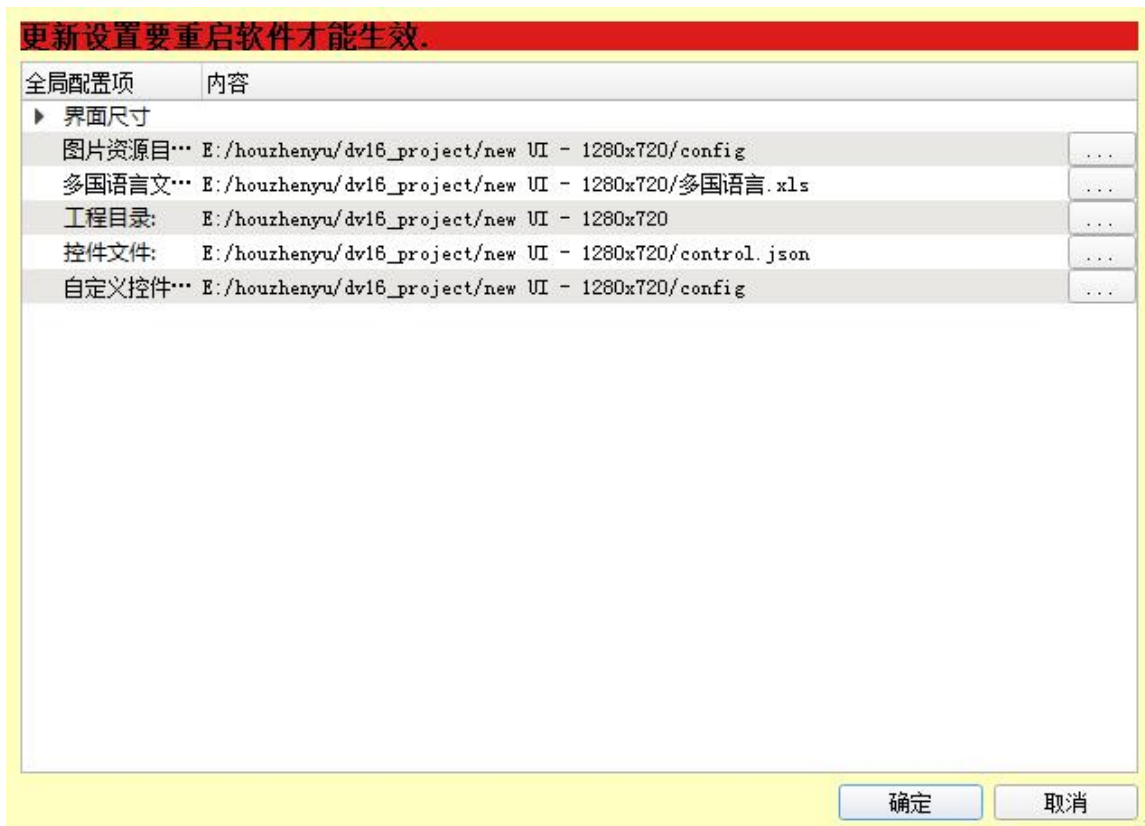 更新设置要重启软件才能生效.
全局配置项 内容
界面尺寸
图片资源目… E:/houzhenyu/dv16_project/new UI - 1280x720/config ...
多国语言文… E:/houzhenyu/dv16_project/new UI - 1280x720/多国语言.xls ...
工程目录: E:/houzhenyu/dv16_project/new UI - 1280x720 ...
控件文件: E:/houzhenyu/dv16_project/new UI - 1280x720/control.json ...
自定义控件… E:/houzhenyu/dv16_project/new UI - 1280x720/config ...
确定 取消